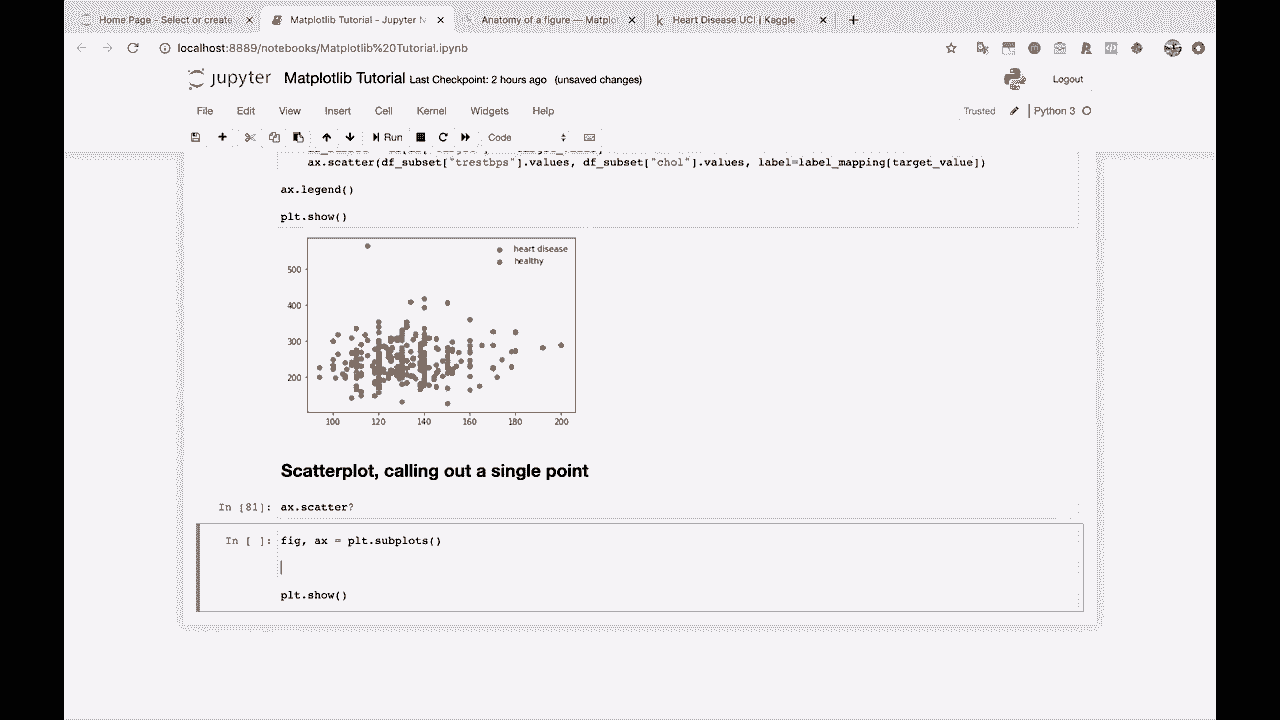 Home Page - Select or create
Matplotlib Tutorial - Jupyter N
Anatomy of a figure — Matplot
Heart Disease UCI | Kaggle
localhost:8889/notebooks/Matplotlib%20Tutorial.ipynb
jupyter Matplotlib Tutorial Last Checkpoint: 2 hours ago (unsaved changes)
Logout
File Edit View Insert Cell Kernel Widgets Help
Trusted Python 3
Run Code
ax.scatter(df_subset["trestbps"].values, df_subset["chol"].values, label=label_mapping[target_value])
ax.legend()
plt.show()
heart disease
healthy
500
400
300
200
100 120 140 160 180 200
Scatterplot, calling out a single point
In [81]: ax.scatter?
In [ ]: fig, ax = plt.subplots()
plt.show()